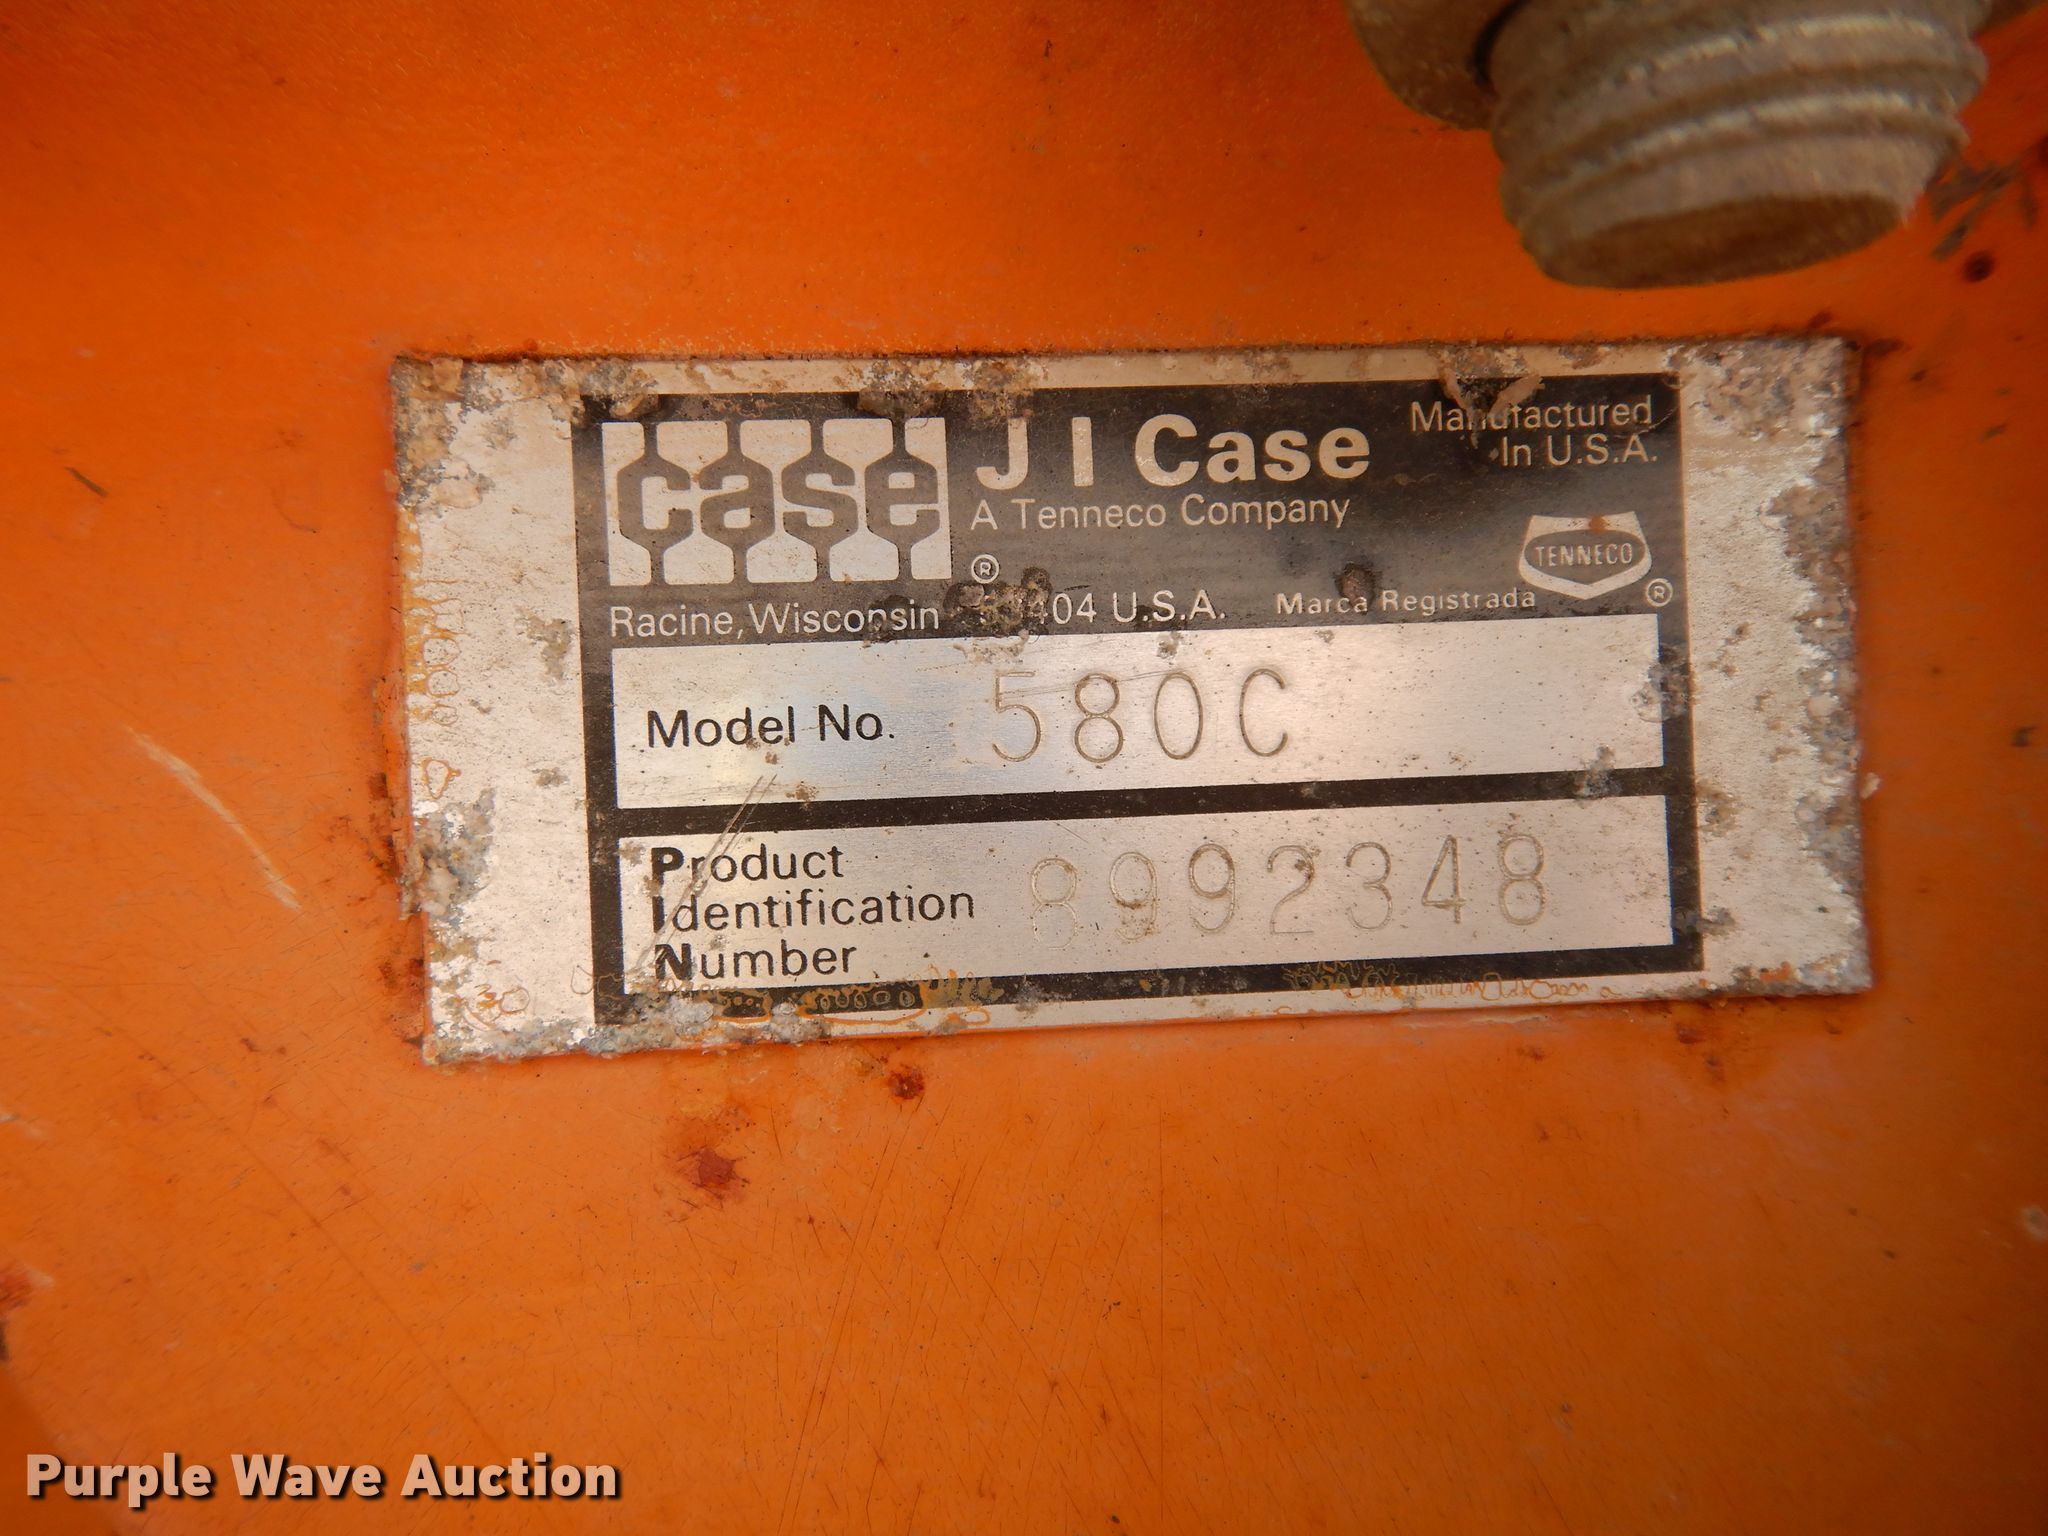 case
J I Case
A Tenneco Company
Manufactured
In U.S.A.
TENNECO
®
®
Racine, Wisconsin U.S.A. Marca Registrada
Model No. 580C
Product
Identification
Number
8992348
Purple Wave Auction